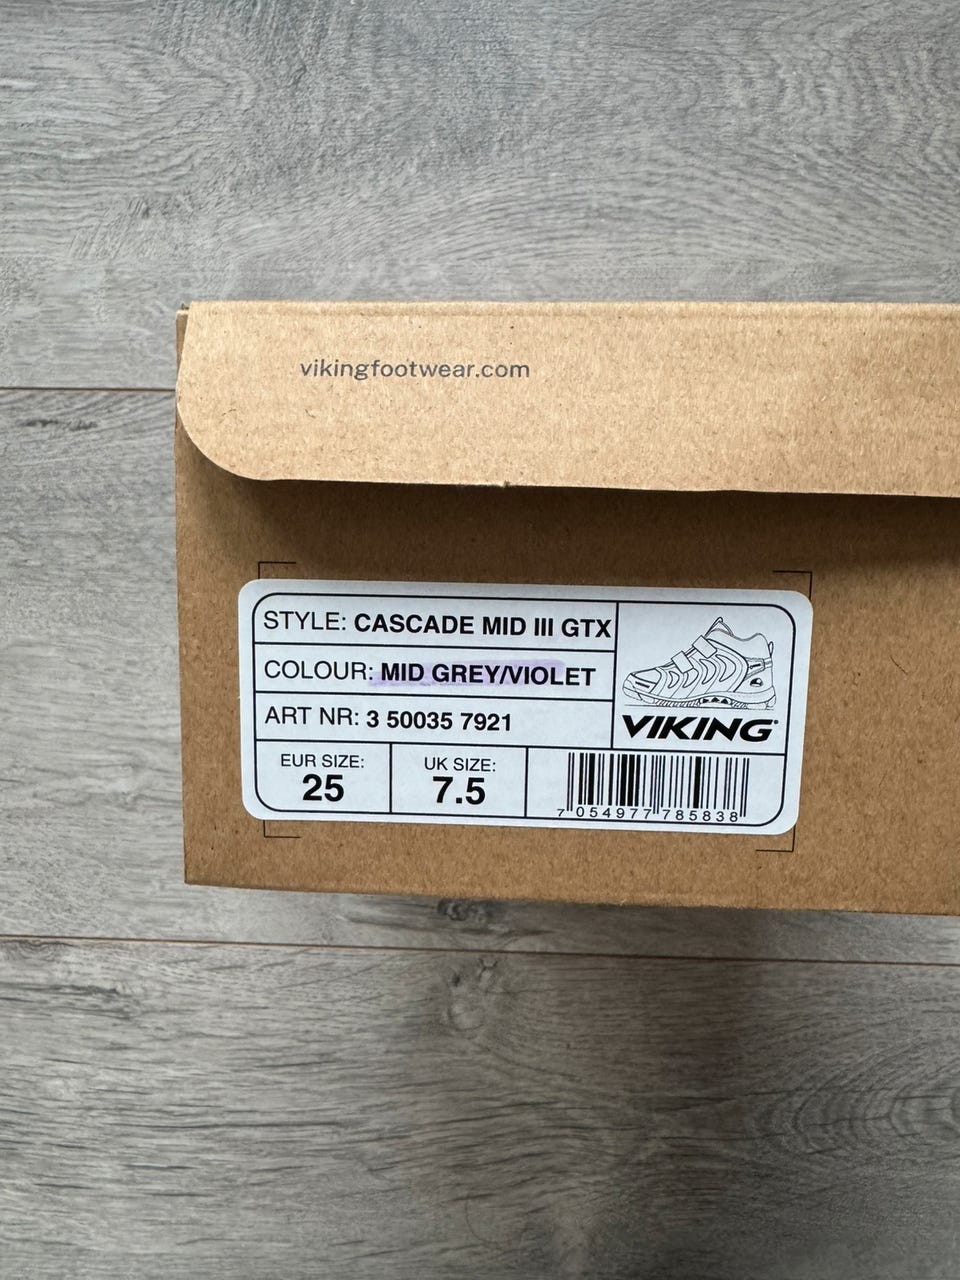 vikingfootwear.com
STYLE: CASCADE MID III GTX
COLOUR: MID GREY/VIOLET
ART NR: 3 50035 7921
VIKING®
EUR SIZE:
25
UK SIZE:
7.5
7 054977 785838